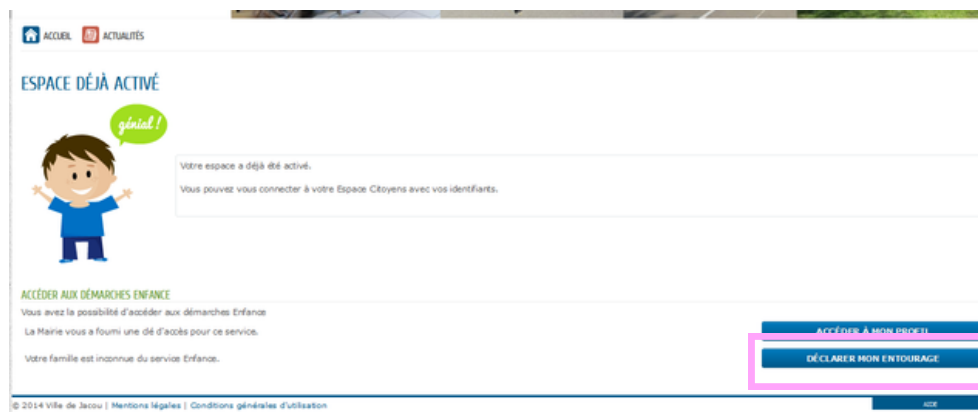 ACCUEIL ACTUALITÉS
ESPACE DÉJÀ ACTIVÉ
génial !
Votre espace a déjà été activé.
Vous pouvez vous connecter à votre Espace Citoyens avec vos identifiants.
ACCÉDER AUX DÉMARCHES ENFANCE
Vous avez la possibilité d'accéder aux démarches Enfance
La Mairie vous a fourni une clé d'accès pour ce service.
ACCÉDER À MON PROFIL
Votre famille est inconnue du service Enfance.
DÉCLARER MON ENTOURAGE
© 2014 Ville de Jacou | Mentions légales | Conditions générales d'utilisation
AIDE